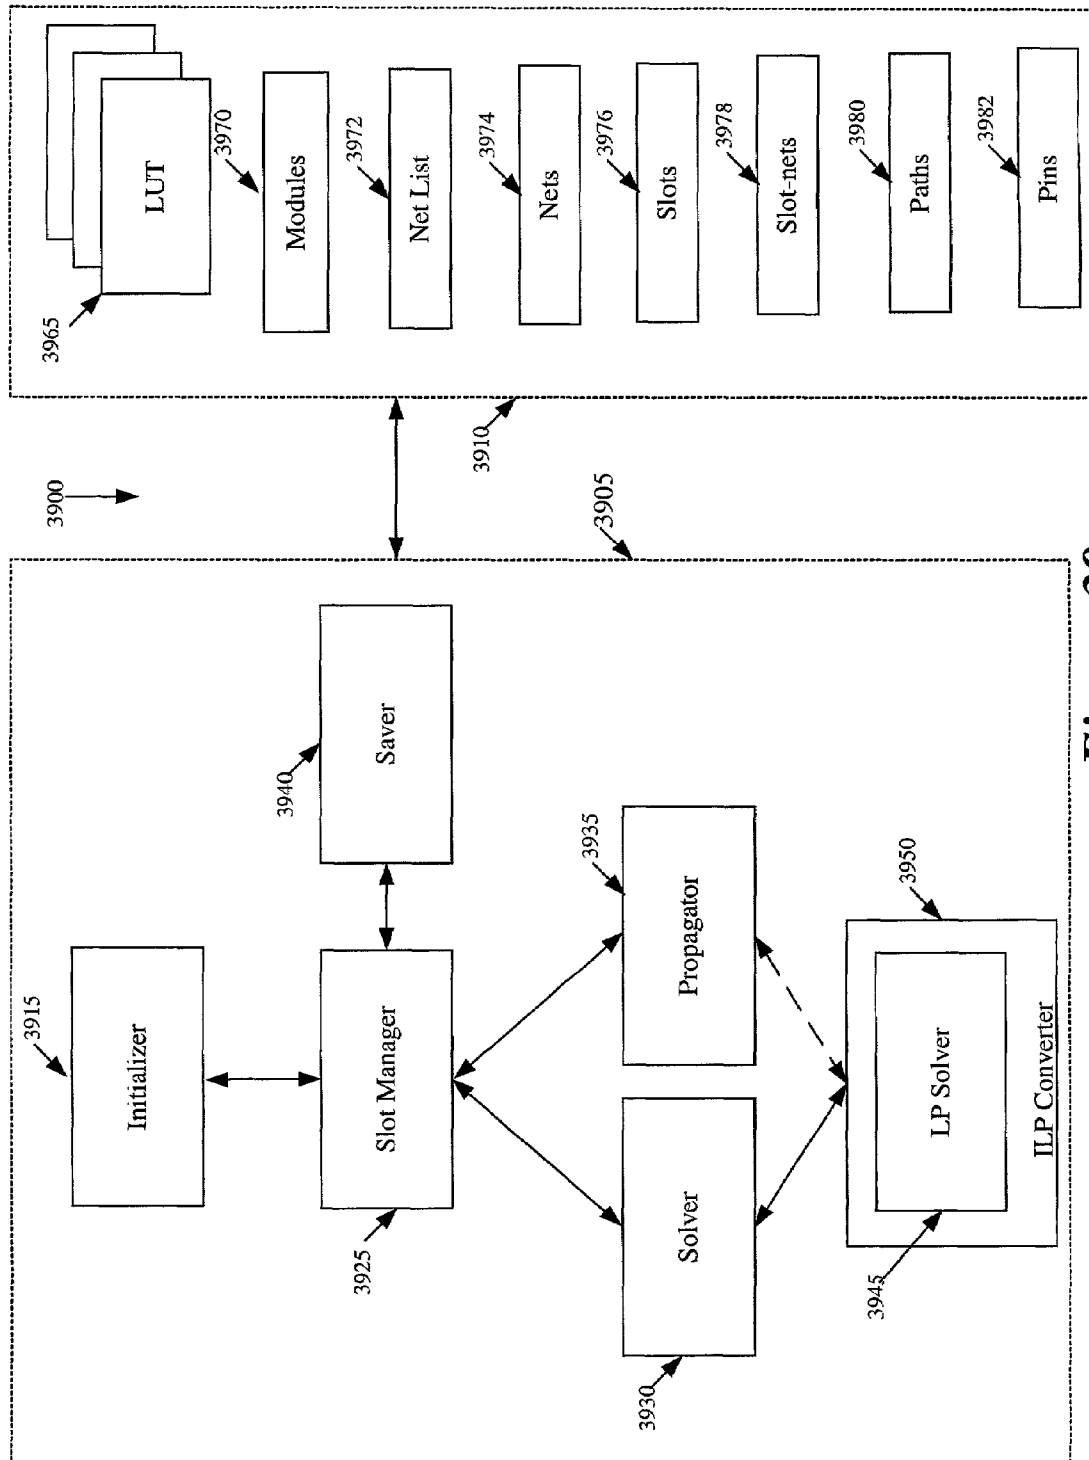 3900
3915
Initializer
3925
Slot Manager
3940
Saver
3930
Solver
3935
Propagator
3945
LP Solver
3950
ILP Converter
3905
3910
3965
LUT
3970
Modules
3972
Net List
3974
Nets
3976
Slots
3978
Slot-nets
3980
Paths
3982
Pins